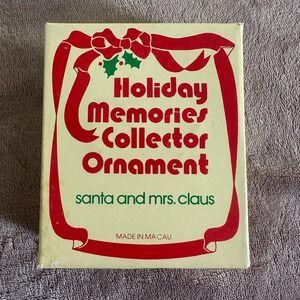 Holiday
Memories
Collector
Ornament
santa and mrs. claus
MADE IN MACAU